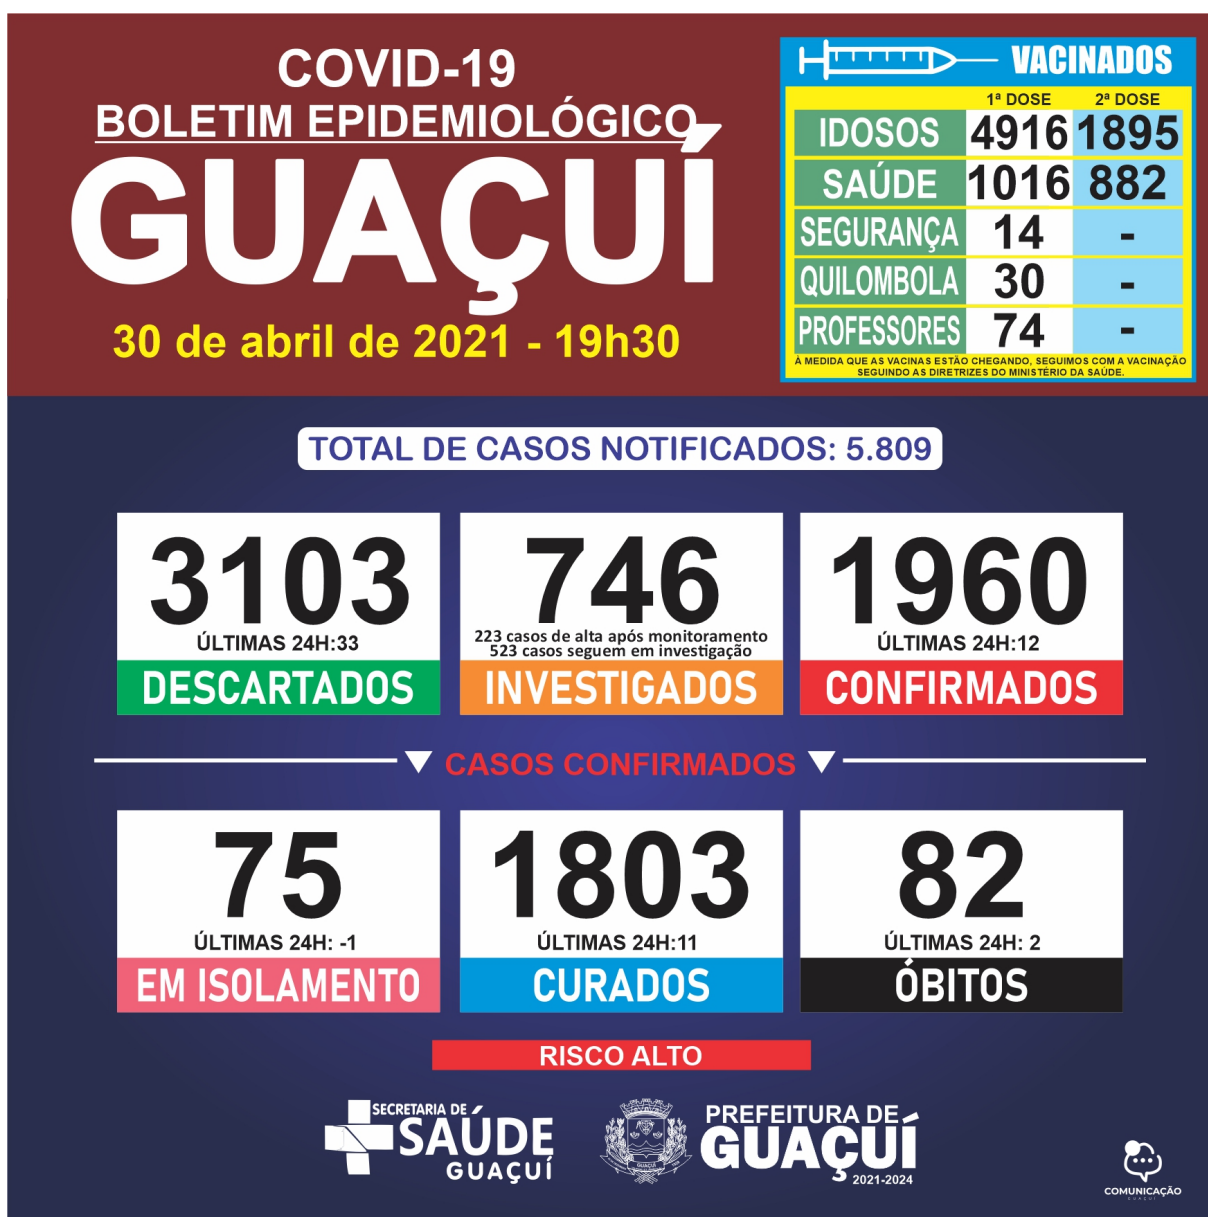 COVID-19
BOLETIM EPIDEMIOLÓGICO
GUAÇUÍ
30 de abril de 2021 - 19h30
VACINADOS
1ª DOSE 2ª DOSE
IDOSOS 4916 1895
SAÚDE 1016 882
SEGURANÇA 14 -
QUILOMBOLA 30 -
PROFESSORES 74 -
À MEDIDA QUE AS VACINAS ESTÃO CHEGANDO, SEGUIMOS COM A VACINAÇÃO
SEGUINDO AS DIRETRIZES DO MINISTÉRIO DA SAÚDE.
TOTAL DE CASOS NOTIFICADOS: 5.809
3103
ÚLTIMAS 24H:33
DESCARTADOS
746
223 casos de alta após monitoramento
523 casos seguem em investigação
INVESTIGADOS
1960
ÚLTIMAS 24H:12
CONFIRMADOS
CASOS CONFIRMADOS
75
ÚLTIMAS 24H: -1
EM ISOLAMENTO
1803
ÚLTIMAS 24H:11
CURADOS
82
ÚLTIMAS 24H: 2
ÓBITOS
RISCO ALTO
SECRETARIA DE
SAÚDE
GUAÇUÍ
GUAÇUÍ
PREFEITURA DE
GUAÇUÍ
2021-2024
COMUNICAÇÃO
GUAÇUÍ